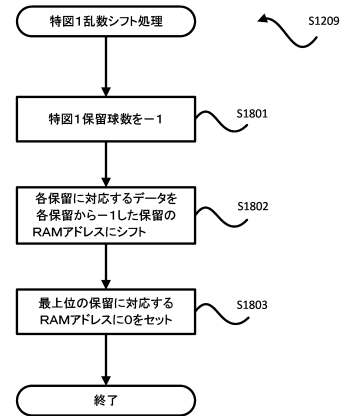 特図1乱数シフト処理
S1209
特図1保留球数を－1
S1801
各保留に対応するデータを
各保留から－1した保留の
RAMアドレスにシフト
S1802
最上位の保留に対応する
RAMアドレスに0をセット
S1803
終了